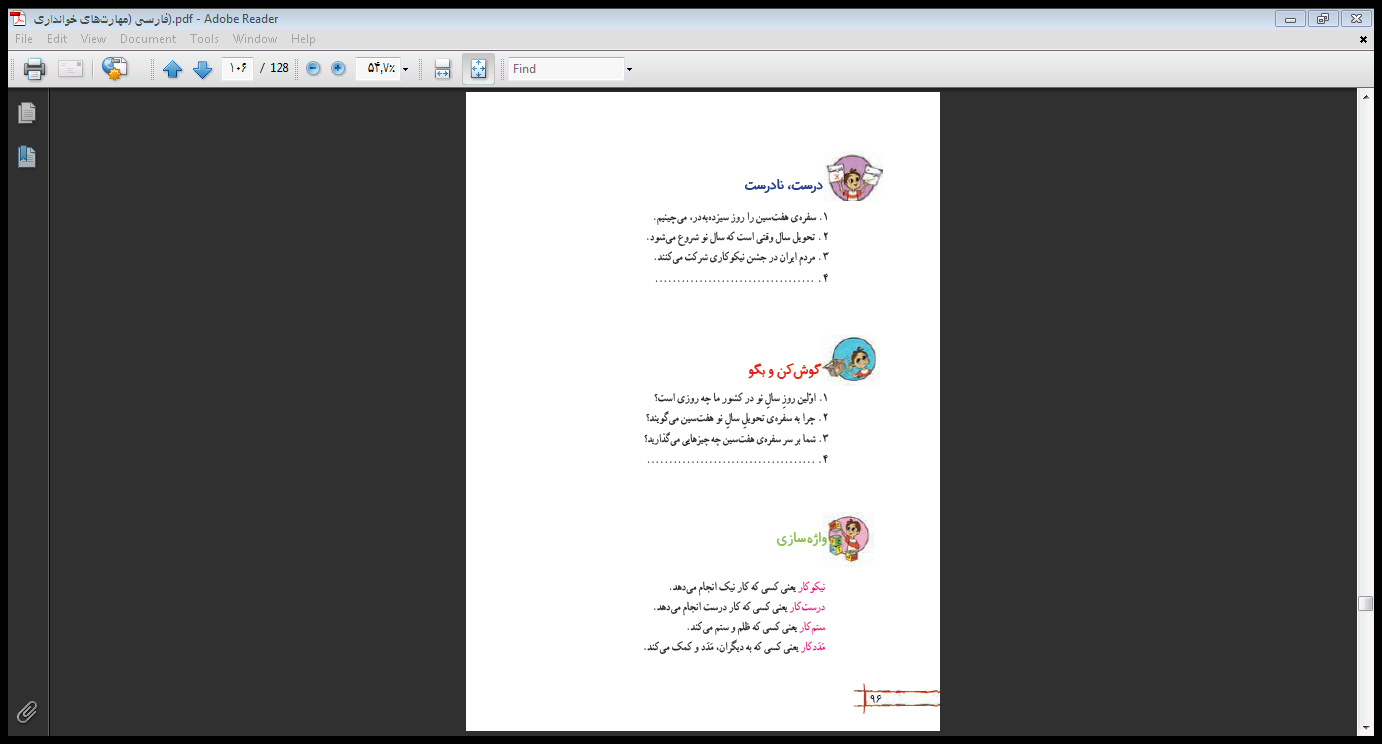 فارسی (مهارت‌های خوانداری).pdf - Adobe Reader
File Edit View Document Tools Window Help
۱۰۶ / 128 ۵۴,۷% Find
درست، نادرست
۱. سفره‌ی هفت‌سین را روز سیزده‌به‌در، می‌چینیم.
۲. تحویل سال وقتی است که سال نو شروع می‌شود.
۳. مردم ایران در جشن نیکوکاری شرکت می‌کنند.
۴. ....................................
گوش‌کن و بگو
۱. اوّلین روزِ سالِ نو در کشور ما چه روزی است؟
۲. چرا به سفره‌ی تحویلِ سالِ نو هفت‌سین می‌گویند؟
۳. شما بر سر سفره‌ی هفت‌سین چه چیزهایی می‌گذارید؟
۴. ......................................
واژه‌سازی
نیکوکار یعنی کسی که کار نیک انجام می‌دهد.
درست‌کار یعنی کسی که کار درست انجام می‌دهد.
ستم‌کار یعنی کسی که ظلم و ستم می‌کند.
مَدَدکار یعنی کسی که به دیگران، مَدَد و کمک می‌کند.
۹۶